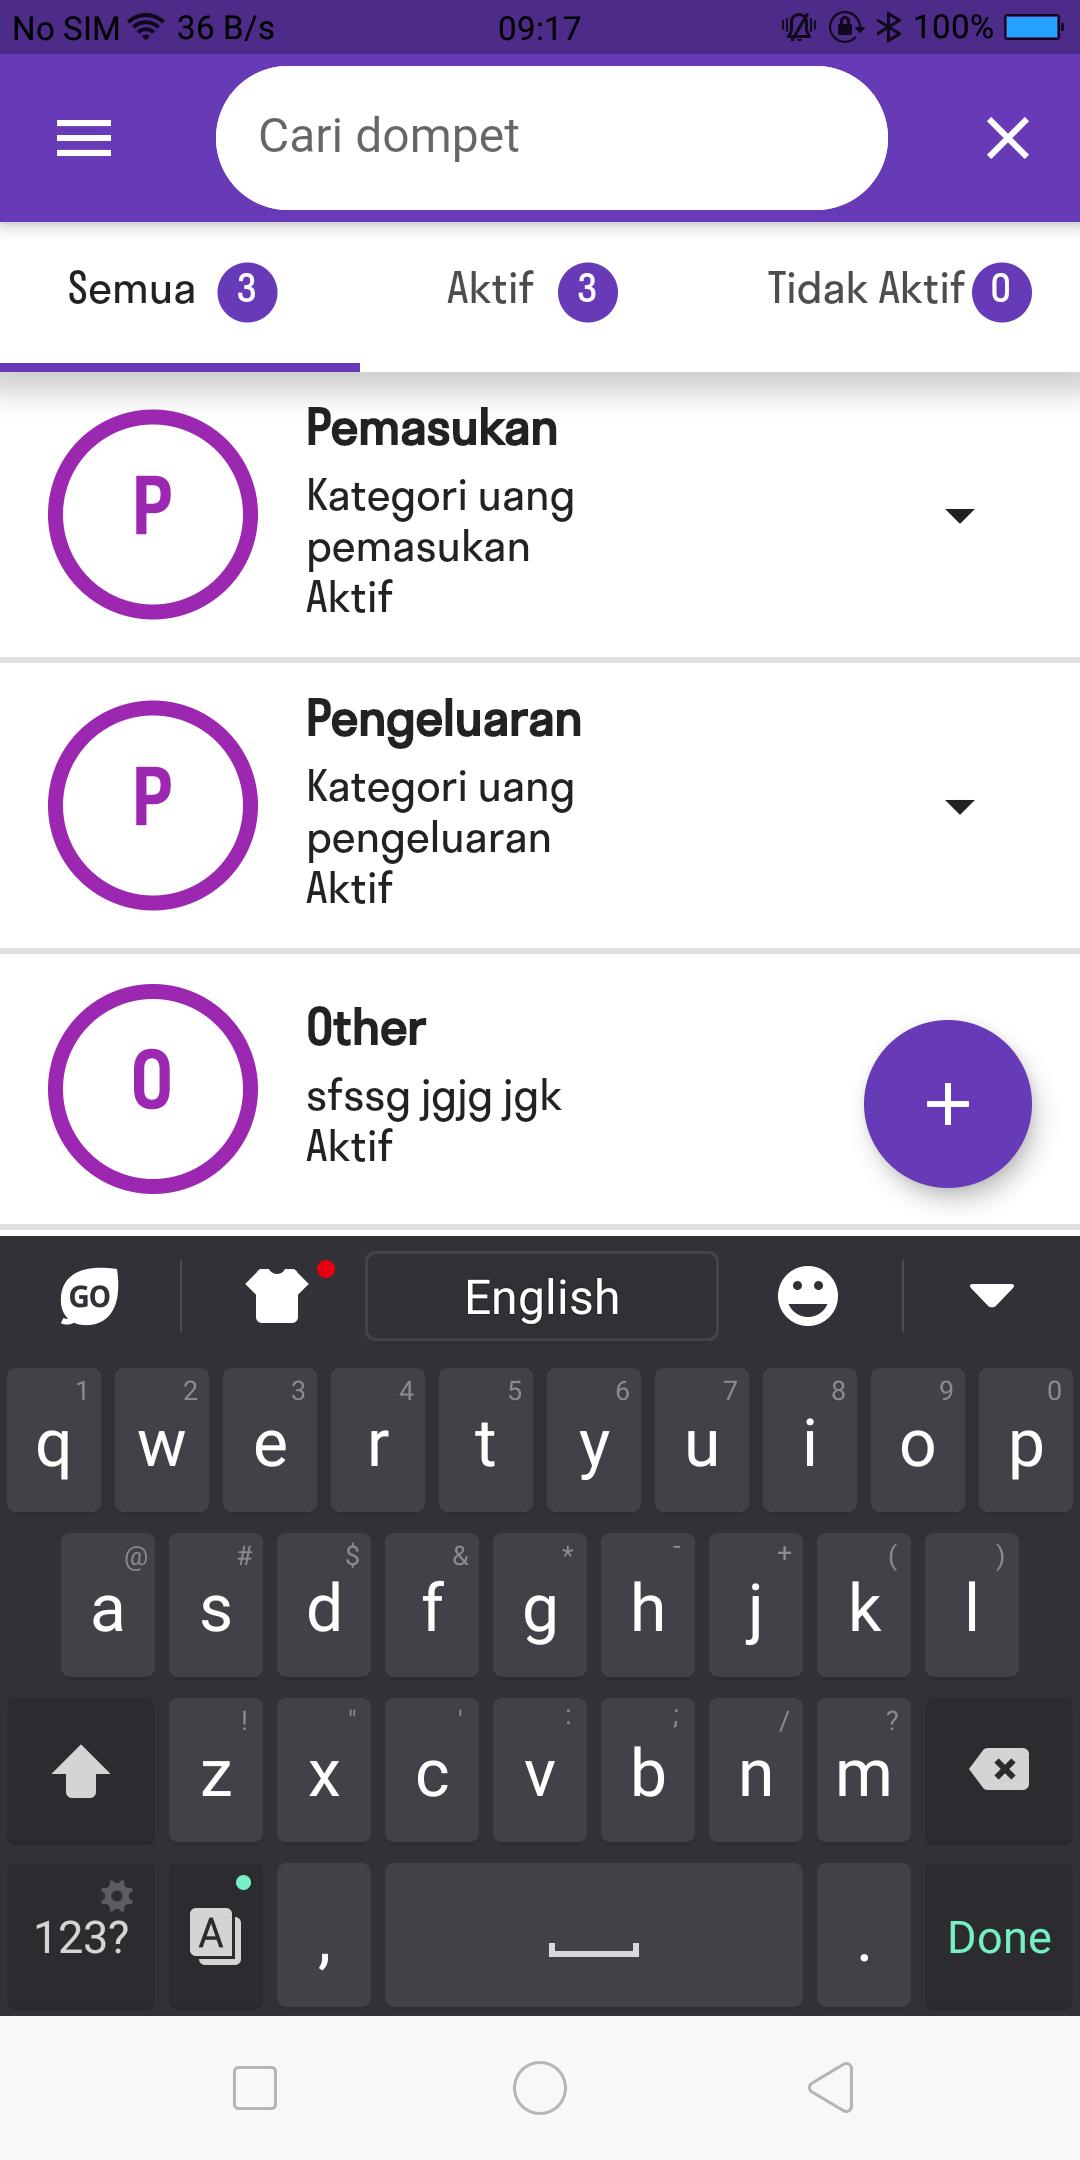 No SIM 36 B/s 09:17 100%
Cari dompet
Semua 3 Aktif 3 Tidak Aktif 0
P
Pemasukan
Kategori uang
pemasukan
Aktif
P
Pengeluaran
Kategori uang
pengeluaran
Aktif
O
Other
sfssg jgjg jgk
Aktif
GO English
1 2 3 4 5 6 7 8 9 0
q w e r t y u i o p
@ # $ & * - + ( )
a s d f g h j k l
! " ' : ; / ?
z x c v b n m
123? A , . Done